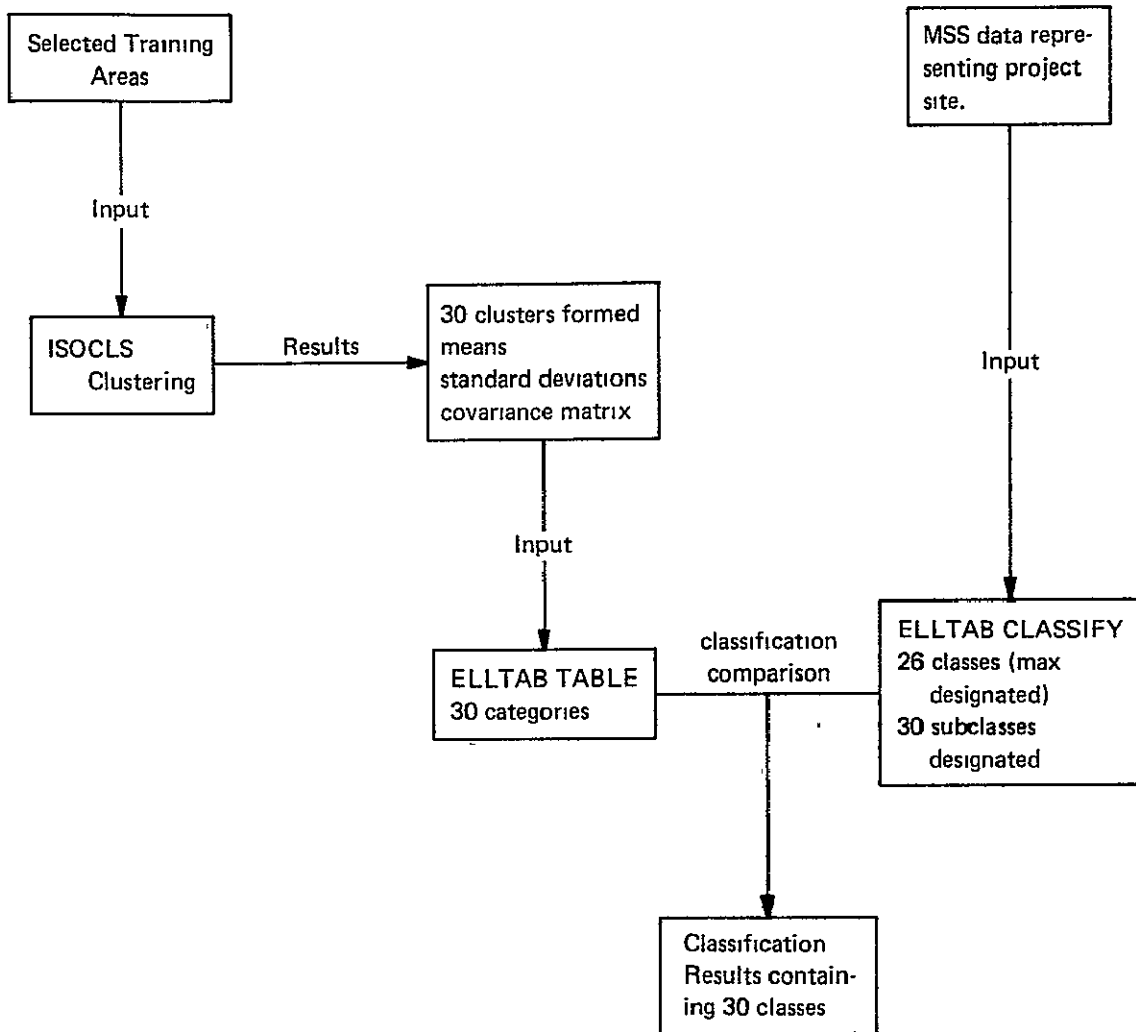 Selected Training
Areas
MSS data repre-
senting project
site.
Input
ISOCLS
Clustering
Results
30 clusters formed
means
standard deviations
covariance matrix
Input
Input
ELLTAB TABLE
30 categories
classification
comparison
ELLTAB CLASSIFY
26 classes (max
designated)
30 subclasses
designated
Classification
Results contain-
ing 30 classes